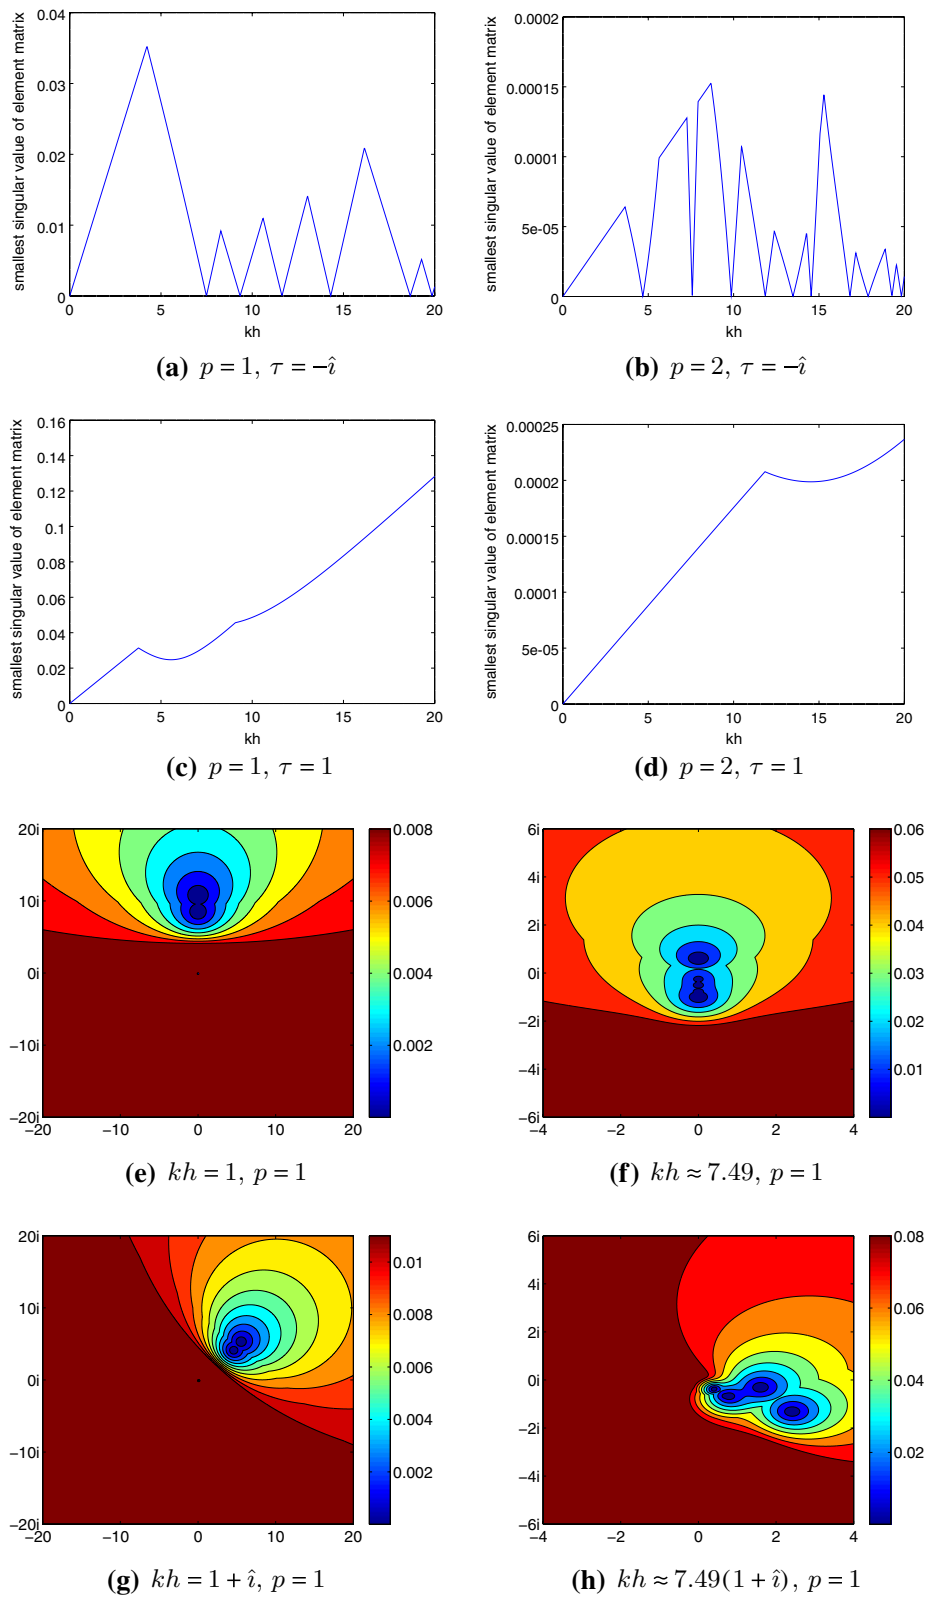 0.04
0.03
0.02
0.01
0
0 5 10 15 20
smallest singular value of element matrix
kh
(a) p = 1, τ = −î
0.0002
0.00015
0.0001
5e-05
0
0 5 10 15 20
smallest singular value of element matrix
kh
(b) p = 2, τ = −î
0.16
0.14
0.12
0.1
0.08
0.06
0.04
0.02
0
0 5 10 15 20
smallest singular value of element matrix
kh
(c) p = 1, τ = 1
0.00025
0.0002
0.00015
0.0001
5e-05
0
0 5 10 15 20
smallest singular value of element matrix
kh
(d) p = 2, τ = 1
20i
10i
0i
−10i
−20i
−20 −10 0 10 20
0.008
0.006
0.004
0.002
(e) kh = 1, p = 1
6i
4i
2i
0i
−2i
−4i
−6i
−4 −2 0 2 4
0.06
0.05
0.04
0.03
0.02
0.01
(f) kh ≈ 7.49, p = 1
20i
10i
0i
−10i
−20i
−20 −10 0 10 20
0.01
0.008
0.006
0.004
0.002
(g) kh = 1 + î, p = 1
6i
4i
2i
0i
−2i
−4i
−6i
−4 −2 0 2 4
0.08
0.06
0.04
0.02
(h) kh ≈ 7.49(1 + î), p = 1